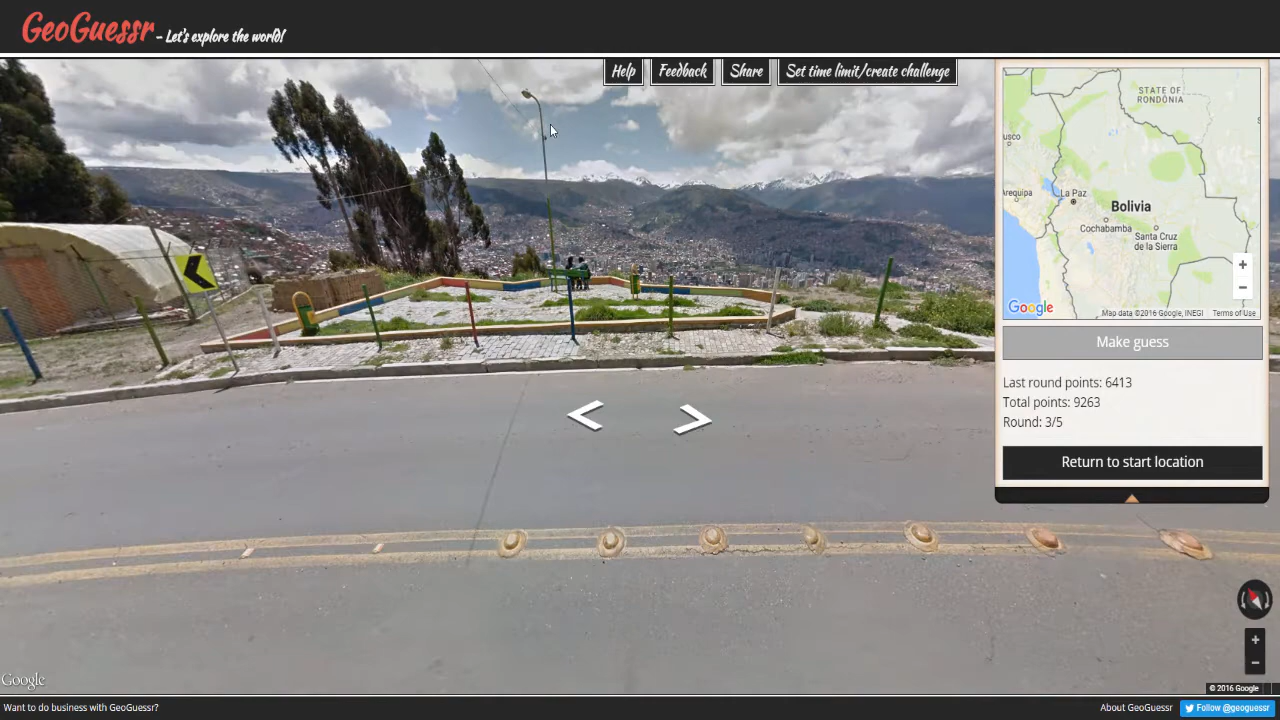 GeoGuessr - Let's explore the world!
Help
Feedback
Share
Set time limit/create challenge
STATE OF
RONDÔNIA
usco
Arequipa
La Paz
Bolivia
Cochabamba
Santa Cruz
de la Sierra
+
−
Google
Map data ©2016 Google, INEGI
Terms of Use
Make guess
Last round points: 6413
Total points: 9263
Round: 3/5
Return to start location
+
−
Google
© 2016 Google
Want to do business with GeoGuessr?
About GeoGuessr
Follow @geoguessr